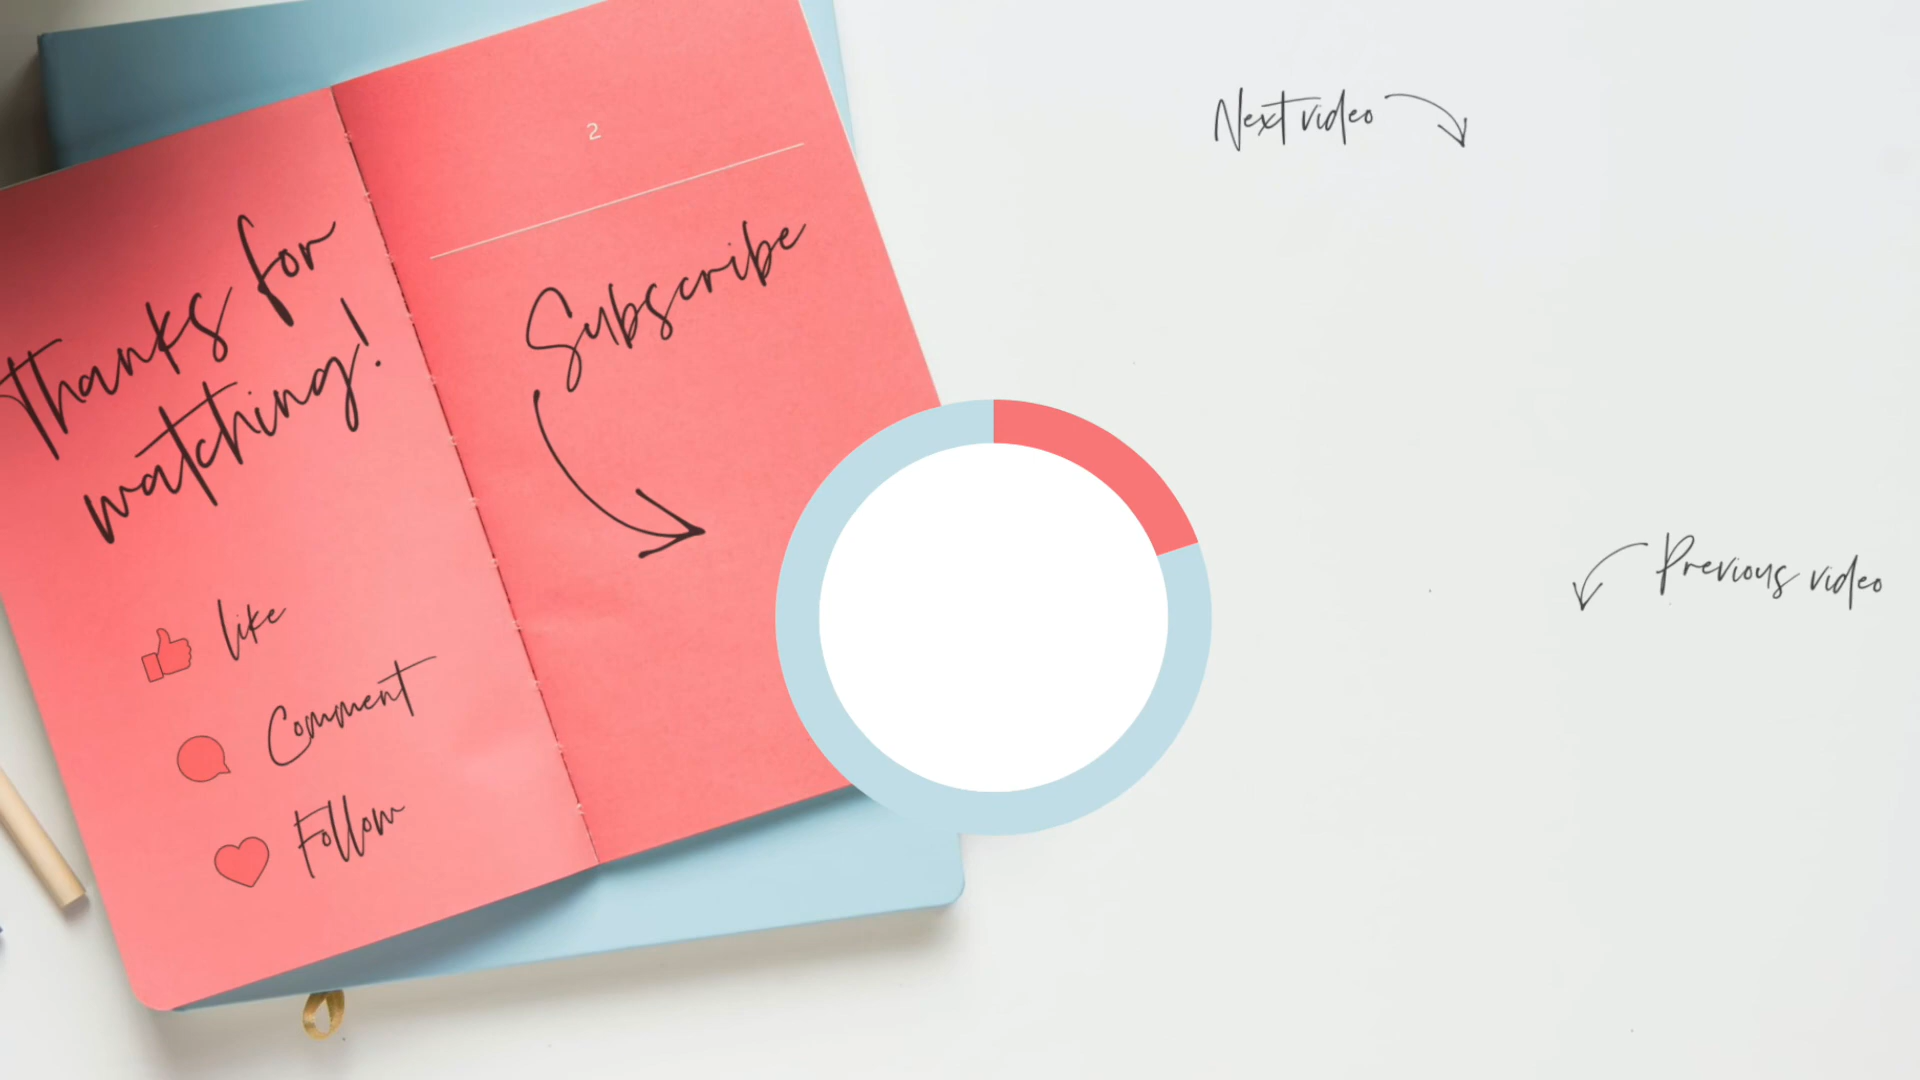 Thanks for
watching!
like
Comment
Follow
2
Subscribe
Next video
Previous video